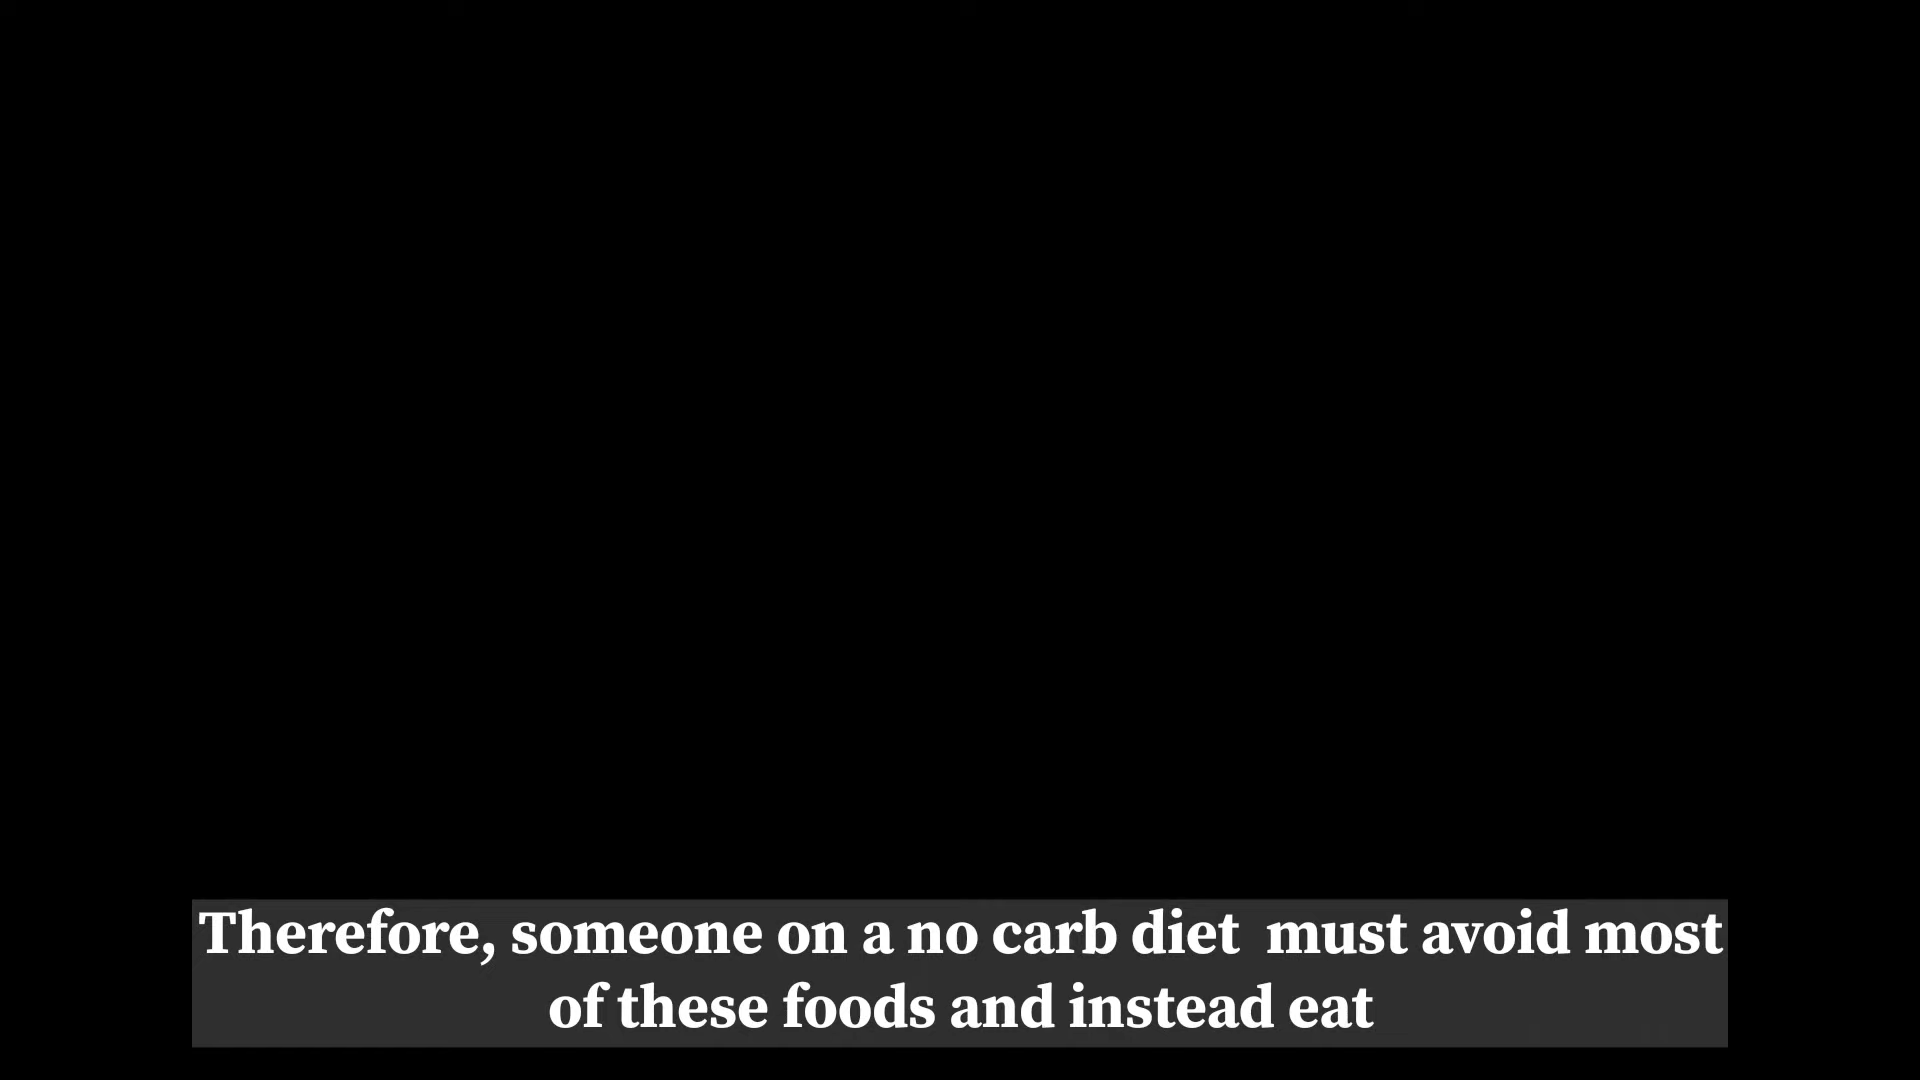 Therefore, someone on a no carb diet  must avoid most
of these foods and instead eat